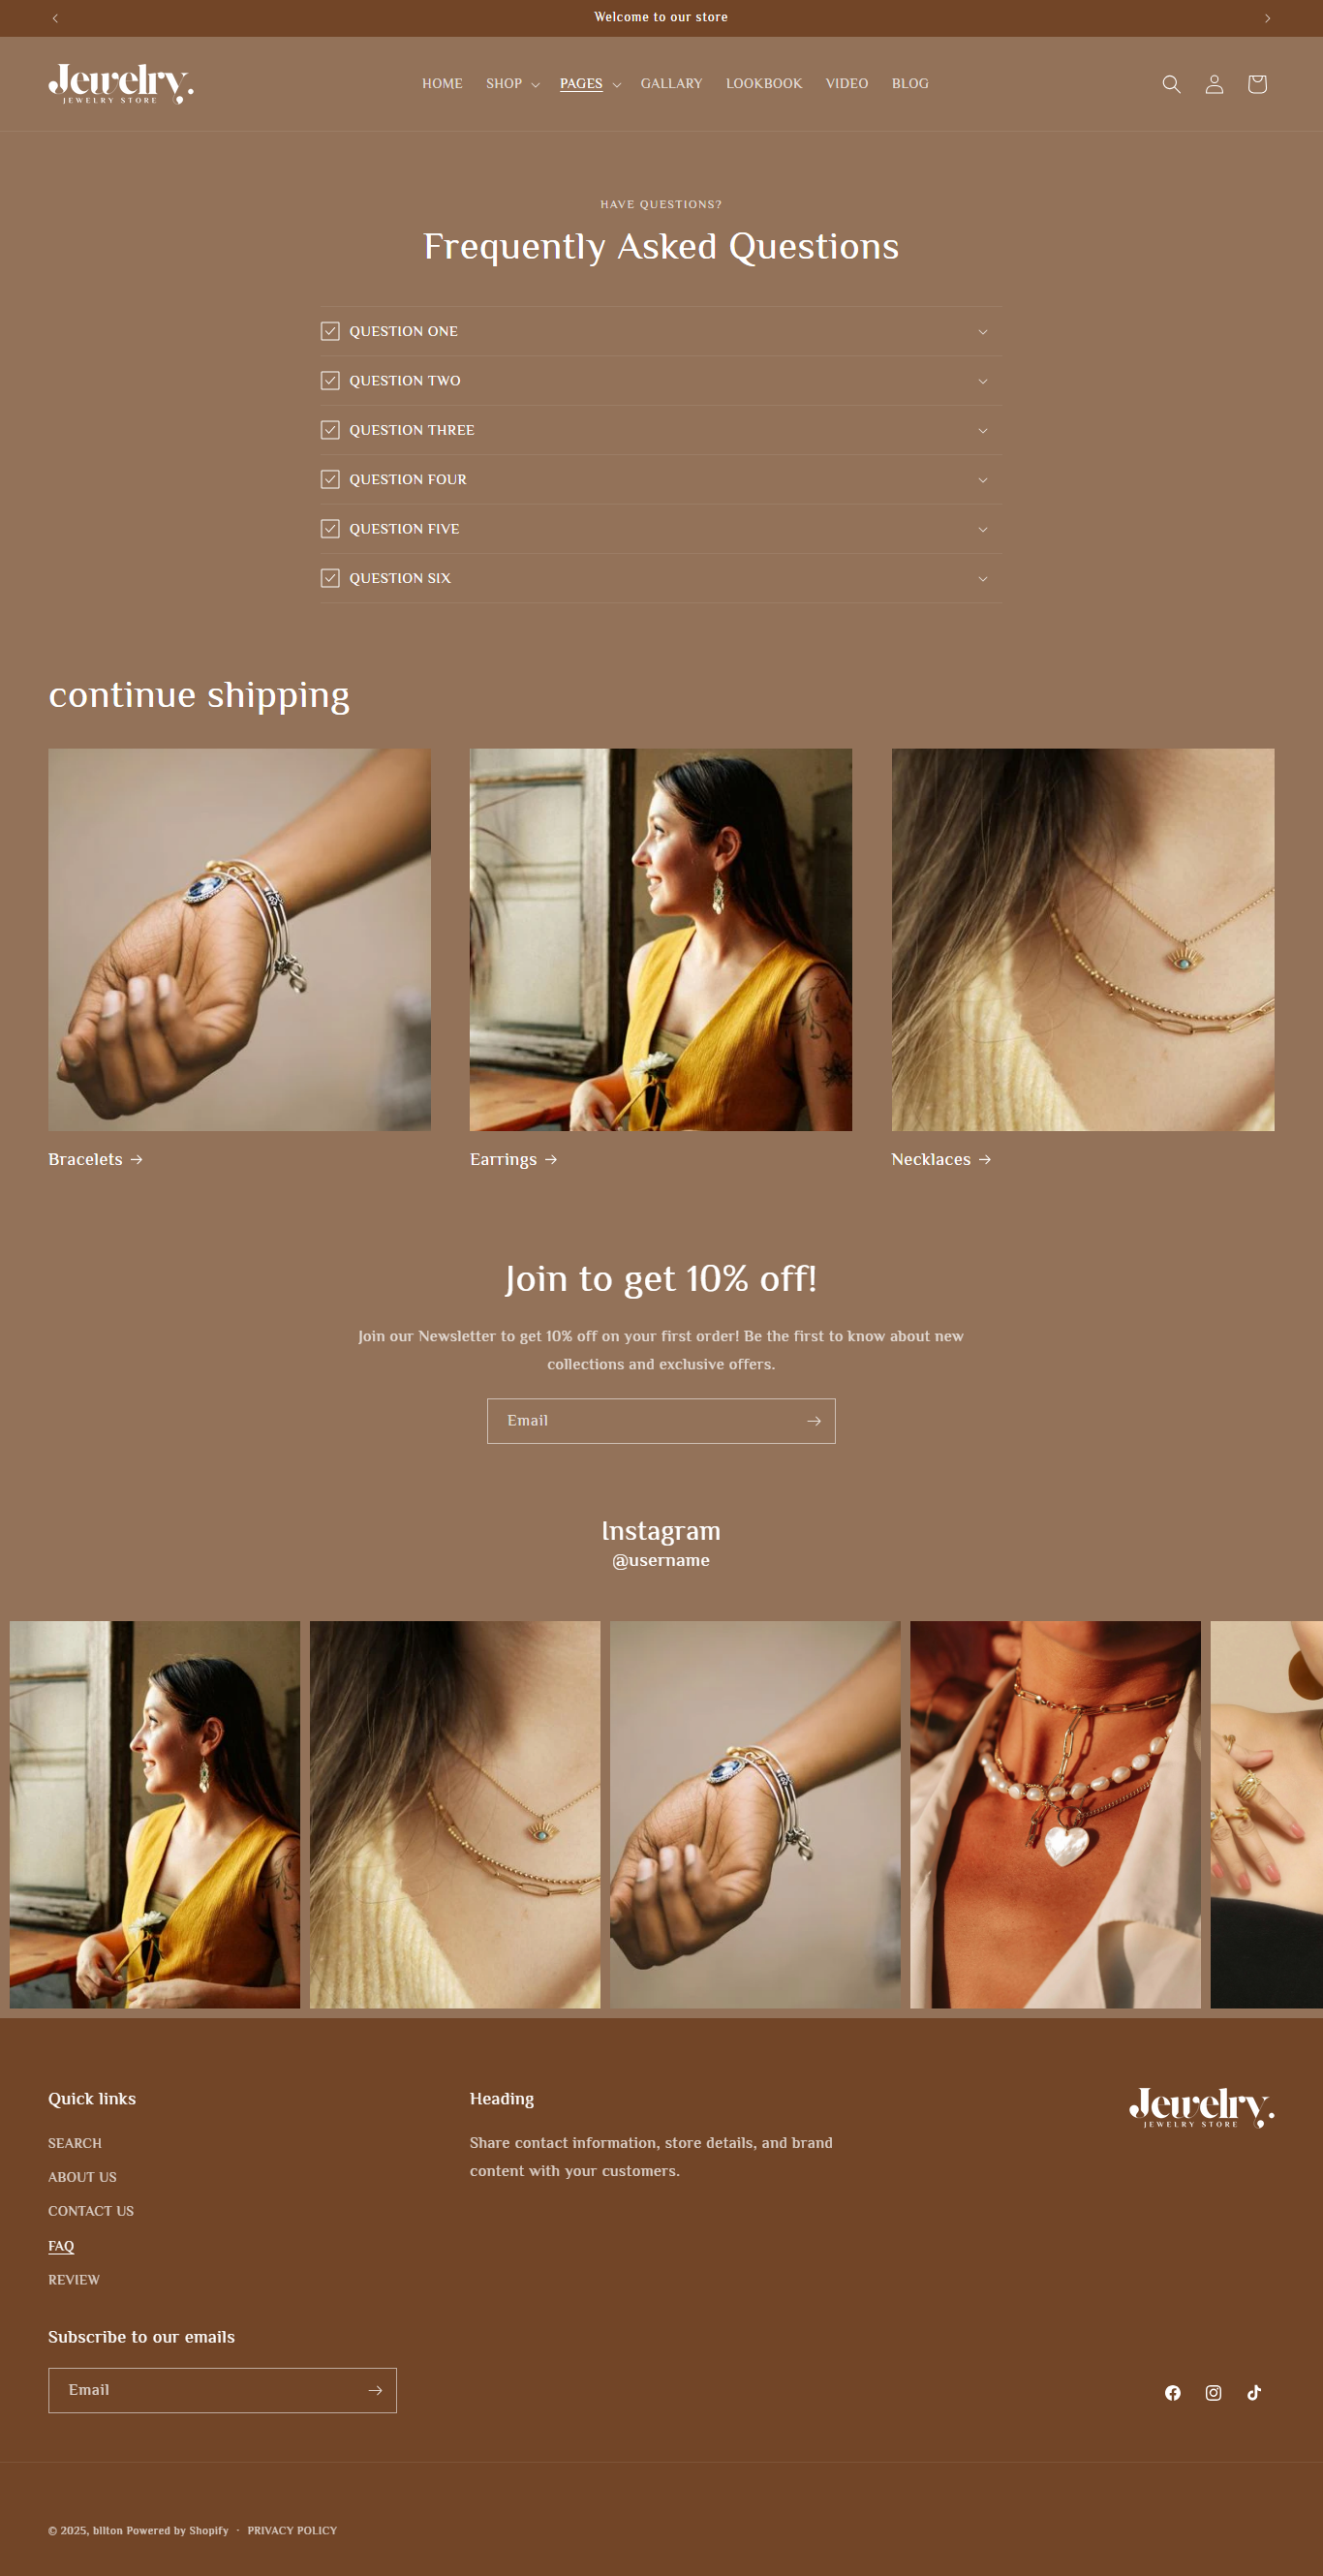 Welcome to our store
Jewelry.
JEWELRY STORE
HOME SHOP PAGES GALLARY LOOKBOOK VIDEO BLOG
HAVE QUESTIONS?
Frequently Asked Questions
QUESTION ONE
QUESTION TWO
QUESTION THREE
QUESTION FOUR
QUESTION FIVE
QUESTION SIX
continue shipping
Bracelets
Earrings
Necklaces
Join to get 10% off!
Join our Newsletter to get 10% off on your first order! Be the first to know about new
collections and exclusive offers.
Email
Instagram
@username
Quick links
SEARCH
ABOUT US
CONTACT US
FAQ
REVIEW
Heading
Share contact information, store details, and brand
content with your customers.
Jewelry.
JEWELRY STORE
Subscribe to our emails
Email
© 2025, bllton Powered by Shopify · PRIVACY POLICY